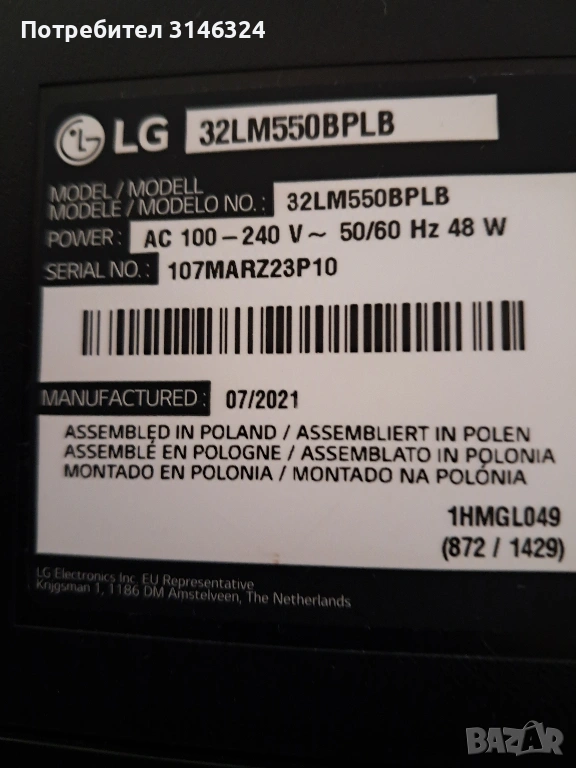 Потребител 3146324
LG 32LM550BPLB
MODEL / MODELL
MODÈLE / MODELO NO. : 32LM550BPLB
POWER : AC 100 – 240 V ~ 50/60 Hz 48 W
SERIAL NO. : 107MARZ23P10
MANUFACTURED : 07/2021
ASSEMBLED IN POLAND / ASSEMBLIERT IN POLEN
ASSEMBLÉ EN POLOGNE / ASSEMBLATO IN POLONIA
MONTADO EN POLONIA / MONTADO NA POLÓNIA
1HMGL049
(872 / 1429)
LG Electronics Inc. EU Representative
Krijgsman 1, 1186 DM Amstelveen, The Netherlands
BAZAR